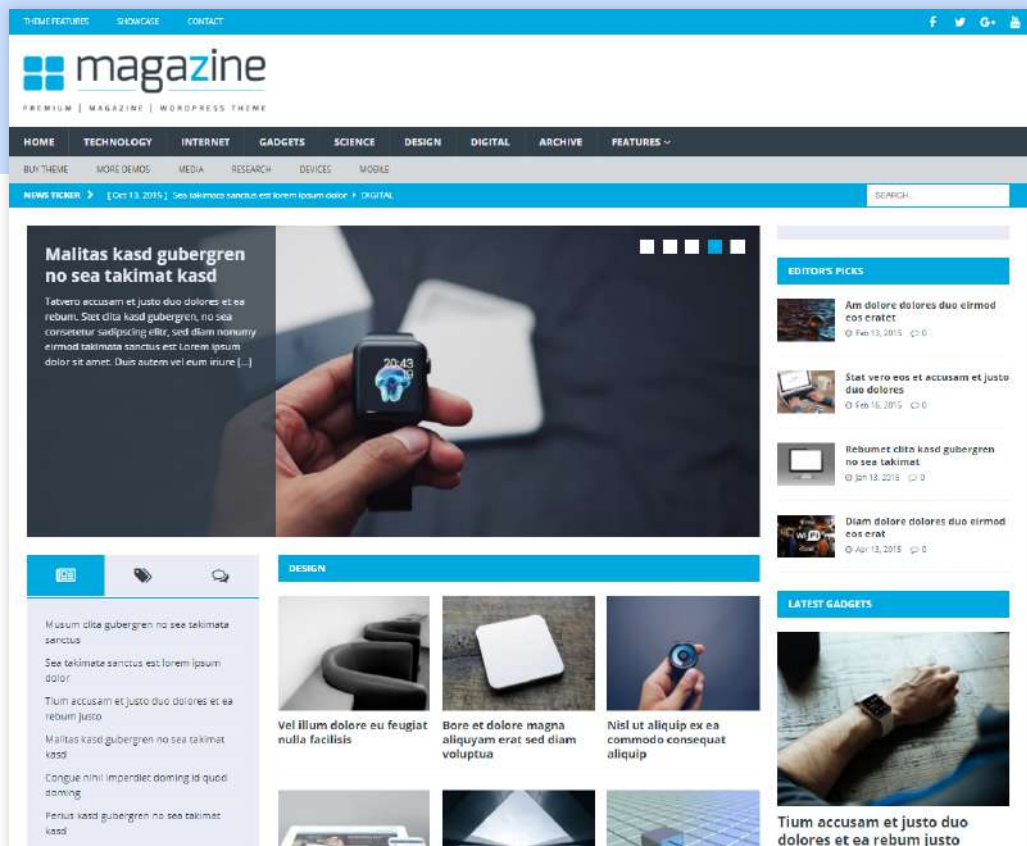 THEME FEATURES SHOWCASE CONTACT
magazine
PREMIUM | MAGAZINE | WORDPRESS THEME
HOME TECHNOLOGY INTERNET GADGETS SCIENCE DESIGN DIGITAL ARCHIVE FEATURES
BUY THEME MORE DEMOS MEDIA RESEARCH DEVICES MOBILE
NEWS TICKER [ Oct 13, 2015 ] Sea takimata sanctus est lorem ipsum dolor DIGITAL
SEARCH...
Malitas kasd gubergren
no sea takimat kasd
Tatvero accusam et justo duo dolores et ea
rebum. Stet clita kasd gubergren, no sea
consetetur sadipscing elitr, sed diam nonumy
eirmod takimata sanctus est Lorem ipsum
dolor sit amet. Duis autem vel eum iriure [...]
20:43
19
EDITOR'S PICKS
Am dolore dolores duo eirmod
eos eratet
Feb 13, 2015 0
Stat vero eos et accusam et justo
duo dolores
Feb 16, 2015 0
Rebumet clita kasd gubergren
no sea takimat
Jan 13, 2015 0
WiFi
Diam dolore dolores duo eirmod
eos erat
Apr 13, 2015 0
Musum clita gubergren no sea takimata
sanctus
Sea takimata sanctus est lorem ipsum
dolor
Tium accusam et justo duo dolores et ea
rebum justo
Malitas kasd gubergren no sea takimat
kasd
Congue nihil imperdiet doming id quod
doming
Ferius kasd gubergren no sea takimat
kasd
DESIGN
Vel illum dolore eu feugiat
nulla facilisis
Bore et dolore magna
aliquyam erat sed diam
voluptua
Nisl ut aliquip ex ea
commodo consequat
aliquip
LATEST GADGETS
Tium accusam et justo duo
dolores et ea rebum justo